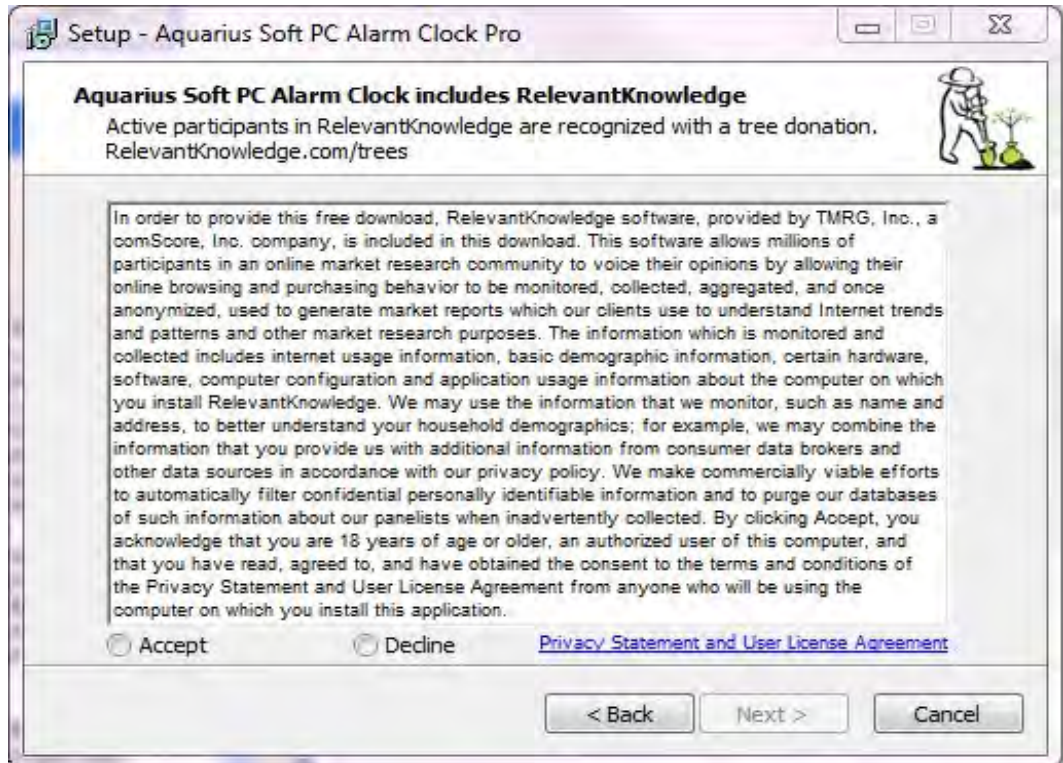 Setup - Aquarius Soft PC Alarm Clock Pro
Aquarius Soft PC Alarm Clock includes RelevantKnowledge
Active participants in RelevantKnowledge are recognized with a tree donation.
RelevantKnowledge.com/trees
In order to provide this free download, RelevantKnowledge software, provided by TMRG, Inc., a
comScore, Inc. company, is included in this download. This software allows millions of
participants in an online market research community to voice their opinions by allowing their
online browsing and purchasing behavior to be monitored, collected, aggregated, and once
anonymized, used to generate market reports which our clients use to understand Internet trends
and patterns and other market research purposes. The information which is monitored and
collected includes internet usage information, basic demographic information, certain hardware,
software, computer configuration and application usage information about the computer on which
you install RelevantKnowledge. We may use the information that we monitor, such as name and
address, to better understand your household demographics; for example, we may combine the
information that you provide us with additional information from consumer data brokers and
other data sources in accordance with our privacy policy. We make commercially viable efforts
to automatically filter confidential personally identifiable information and to purge our databases
of such information about our panelists when inadvertently collected. By clicking Accept, you
acknowledge that you are 18 years of age or older, an authorized user of this computer, and
that you have read, agreed to, and have obtained the consent to the terms and conditions of
the Privacy Statement and User License Agreement from anyone who will be using the
computer on which you install this application.
Accept Decline Privacy Statement and User License Agreement
< Back Next > Cancel